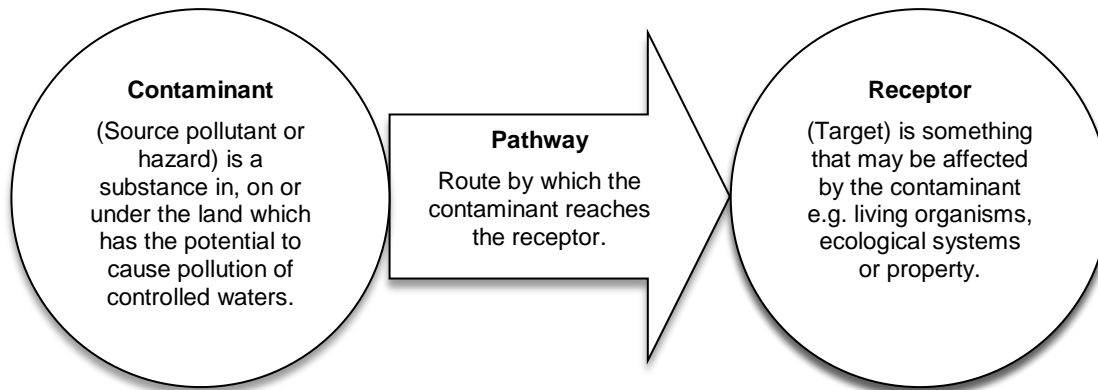 Contaminant
(Source pollutant or
hazard) is a
substance in, on or
under the land which
has the potential to
cause pollution of
controlled waters.
Pathway
Route by which the
contaminant reaches
the receptor.
Receptor
(Target) is something
that may be affected
by the contaminant
e.g. living organisms,
ecological systems
or property.